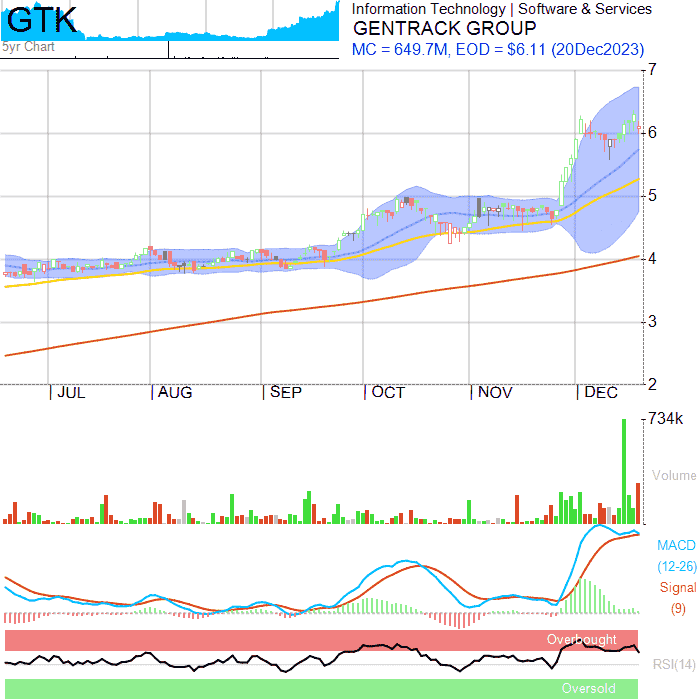 GTK
5yr Chart
Information Technology | Software & Services
GENTRACK GROUP
MC = 649.7M, EOD = $6.11 (20Dec2023)
7
6
5
4
3
2
JUL AUG SEP OCT NOV DEC
734k
Volume
MACD
(12-26)
Signal
(9)
Overbought
RSI(14)
Oversold